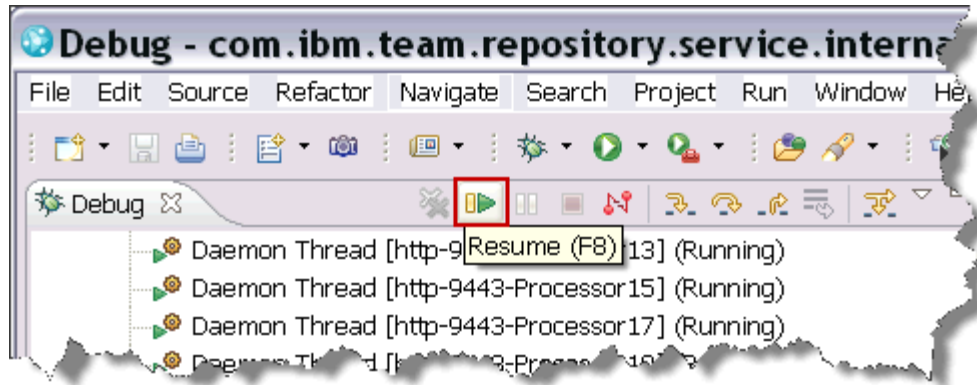 Debug - com.ibm.team.repository.service.interna
File Edit Source Refactor Navigate Search Project Run Window Help
Debug
Daemon Thread [http-9 13] (Running)
Resume (F8)
Daemon Thread [http-9443-Processor15] (Running)
Daemon Thread [http-9443-Processor17] (Running)